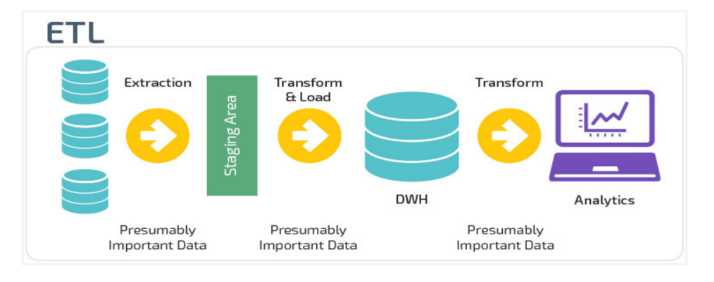 ETL
Extraction
Transform
& Load
Transform
Staging Area
DWH
Analytics
Presumably
Important Data
Presumably
Important Data
Presumably
Important Data